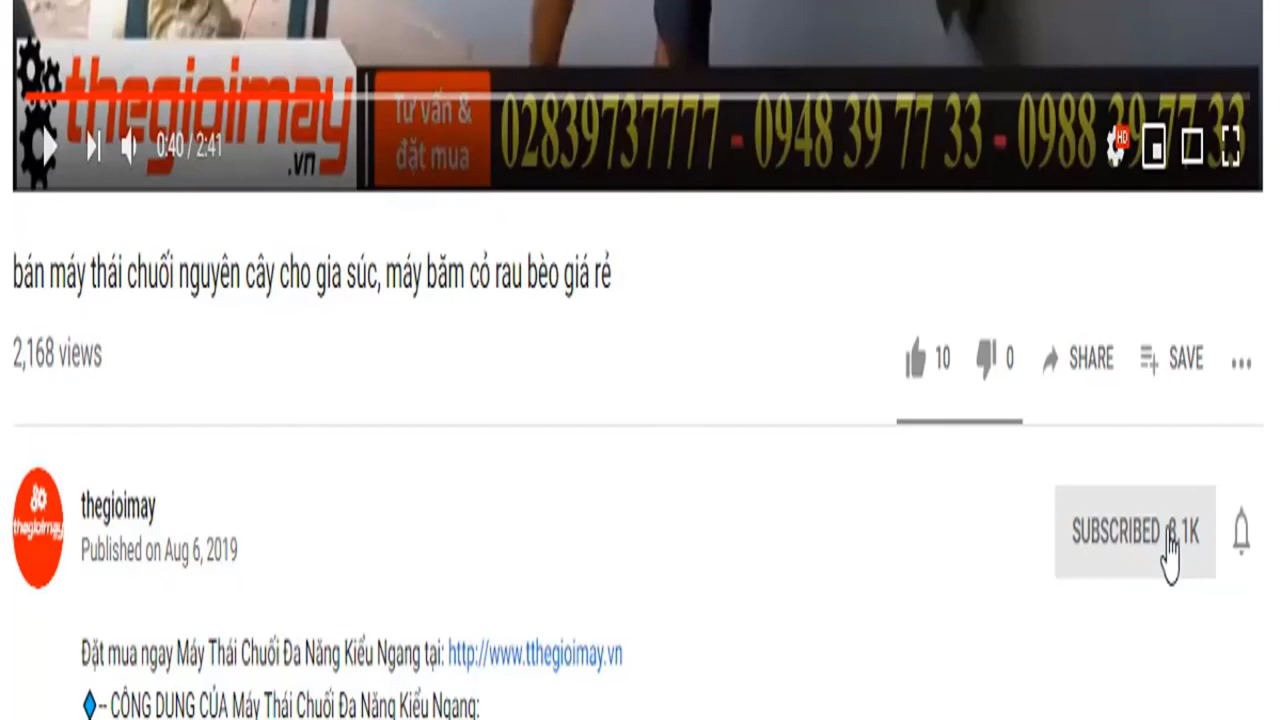 thegioimay
.vn
Tư vấn &
đặt mua
02839737777 - 0948 39 77 33 - 0988 39 77 33
HD
0:40 / 2:41
bán máy thái chuối nguyên cây cho gia súc, máy băm cỏ rau bèo giá rẻ
2,168 views
10 0 SHARE SAVE
thegioimay
thegioimay
Published on Aug 6, 2019
SUBSCRIBED
Đặt mua ngay Máy Thái Chuối Đa Năng Kiểu Ngang tại: http://www.tthegioimay.vn
-- CÔNG DỤNG CỦA Máy Thái Chuối Đa Năng Kiểu Ngang: